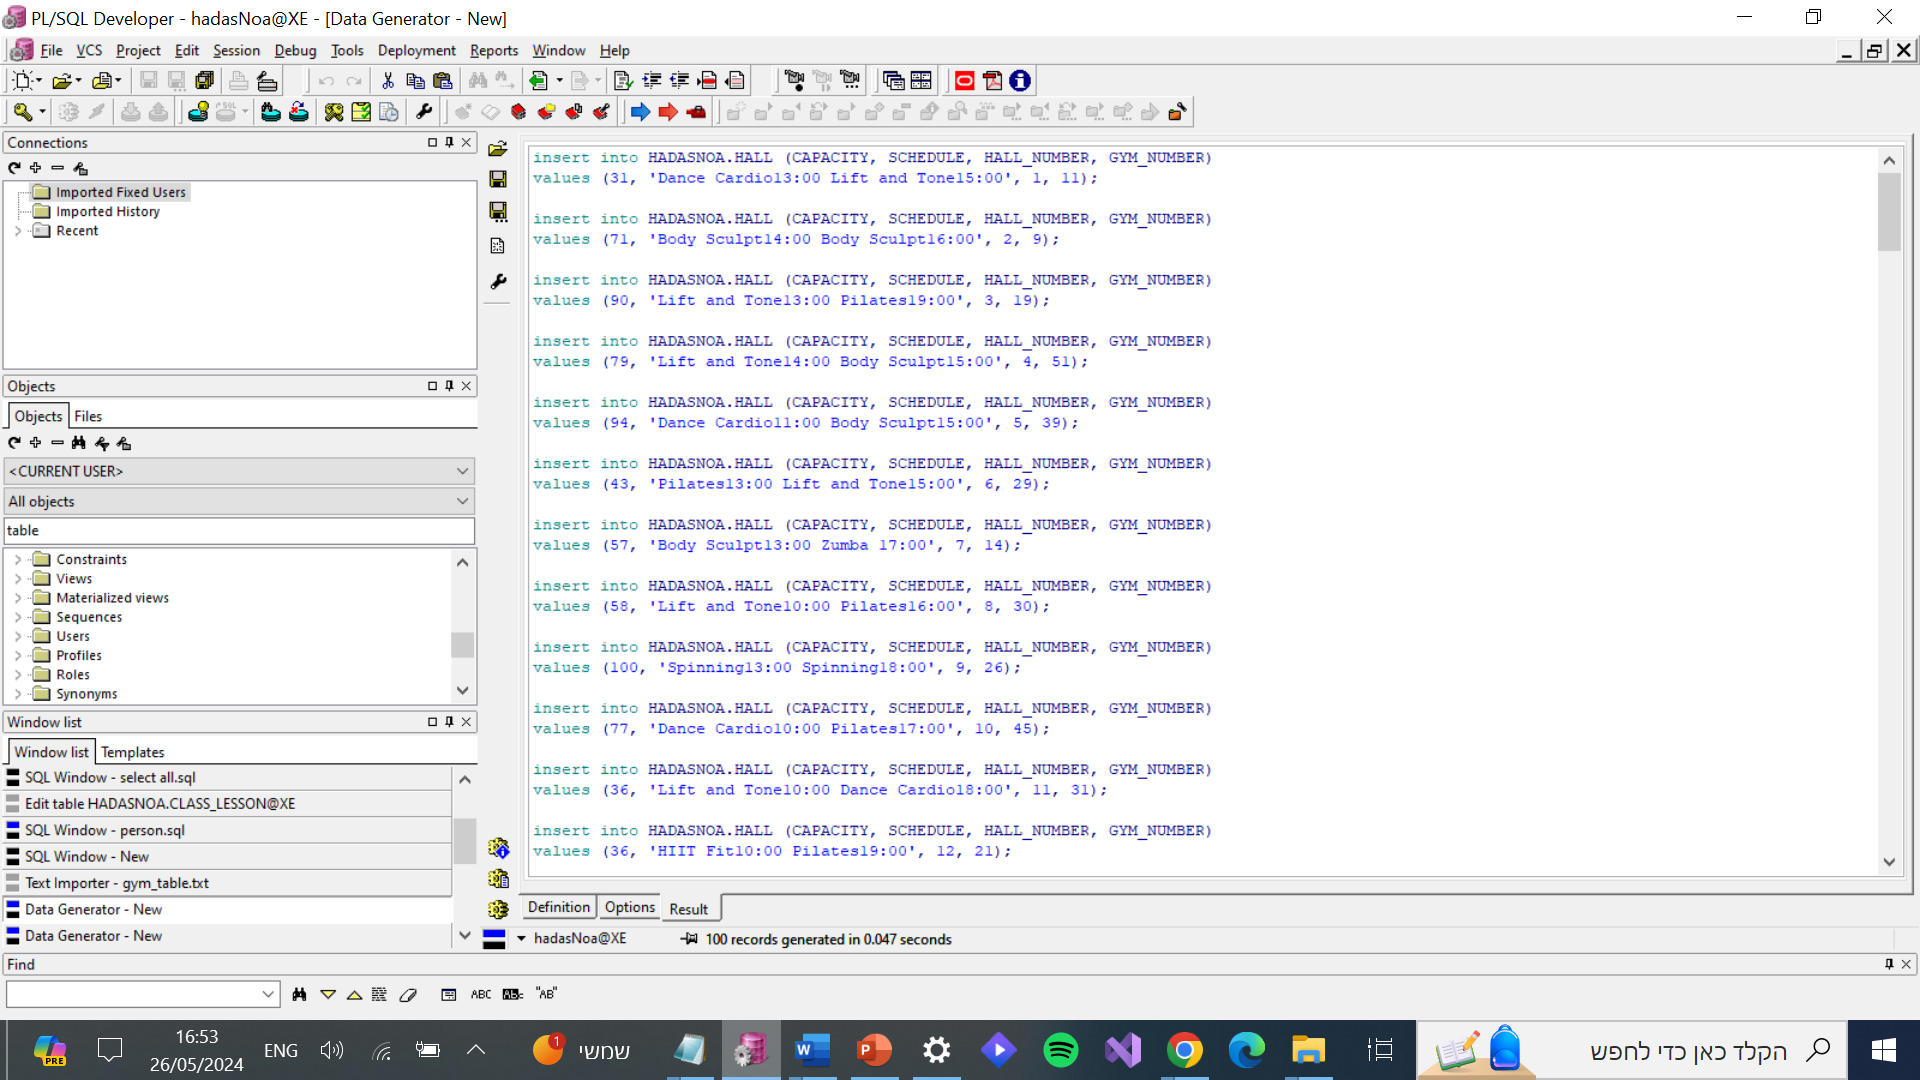 PL/SQL Developer - hadasNoa@XE - [Data Generator - New]
File VCS Project Edit Session Debug Tools Deployment Reports Window Help
Connections
Imported Fixed Users
Imported History
Recent
Objects
Objects Files
<CURRENT USER>
All objects
table
Constraints
Views
Materialized views
Sequences
Users
Profiles
Roles
Synonyms
Window list
Window list Templates
SQL Window - select all.sql
Edit table HADASNOA.CLASS_LESSON@XE
SQL Window - person.sql
SQL Window - New
Text Importer - gym_table.txt
Data Generator - New
Data Generator - New
insert into HADASNOA.HALL (CAPACITY, SCHEDULE, HALL_NUMBER, GYM_NUMBER)
values (31, 'Dance Cardio13:00 Lift and Tone15:00', 1, 11);
insert into HADASNOA.HALL (CAPACITY, SCHEDULE, HALL_NUMBER, GYM_NUMBER)
values (71, 'Body Sculpt14:00 Body Sculpt16:00', 2, 9);
insert into HADASNOA.HALL (CAPACITY, SCHEDULE, HALL_NUMBER, GYM_NUMBER)
values (90, 'Lift and Tone13:00 Pilates19:00', 3, 19);
insert into HADASNOA.HALL (CAPACITY, SCHEDULE, HALL_NUMBER, GYM_NUMBER)
values (79, 'Lift and Tone14:00 Body Sculpt15:00', 4, 51);
insert into HADASNOA.HALL (CAPACITY, SCHEDULE, HALL_NUMBER, GYM_NUMBER)
values (94, 'Dance Cardio11:00 Body Sculpt15:00', 5, 39);
insert into HADASNOA.HALL (CAPACITY, SCHEDULE, HALL_NUMBER, GYM_NUMBER)
values (43, 'Pilates13:00 Lift and Tone15:00', 6, 29);
insert into HADASNOA.HALL (CAPACITY, SCHEDULE, HALL_NUMBER, GYM_NUMBER)
values (57, 'Body Sculpt13:00 Zumba 17:00', 7, 14);
insert into HADASNOA.HALL (CAPACITY, SCHEDULE, HALL_NUMBER, GYM_NUMBER)
values (58, 'Lift and Tone10:00 Pilates16:00', 8, 30);
insert into HADASNOA.HALL (CAPACITY, SCHEDULE, HALL_NUMBER, GYM_NUMBER)
values (100, 'Spinning13:00 Spinning18:00', 9, 26);
insert into HADASNOA.HALL (CAPACITY, SCHEDULE, HALL_NUMBER, GYM_NUMBER)
values (77, 'Dance Cardio10:00 Pilates17:00', 10, 45);
insert into HADASNOA.HALL (CAPACITY, SCHEDULE, HALL_NUMBER, GYM_NUMBER)
values (36, 'Lift and Tone10:00 Dance Cardio18:00', 11, 31);
insert into HADASNOA.HALL (CAPACITY, SCHEDULE, HALL_NUMBER, GYM_NUMBER)
values (36, 'HIIT Fit10:00 Pilates19:00', 12, 21);
Definition Options Result
hadasNoa@XE 100 records generated in 0.047 seconds
Find
ABC "AB"
PRE
16:53
26/05/2024
ENG
1
שמשי
W
P
הקלד כאן כדי לחפש